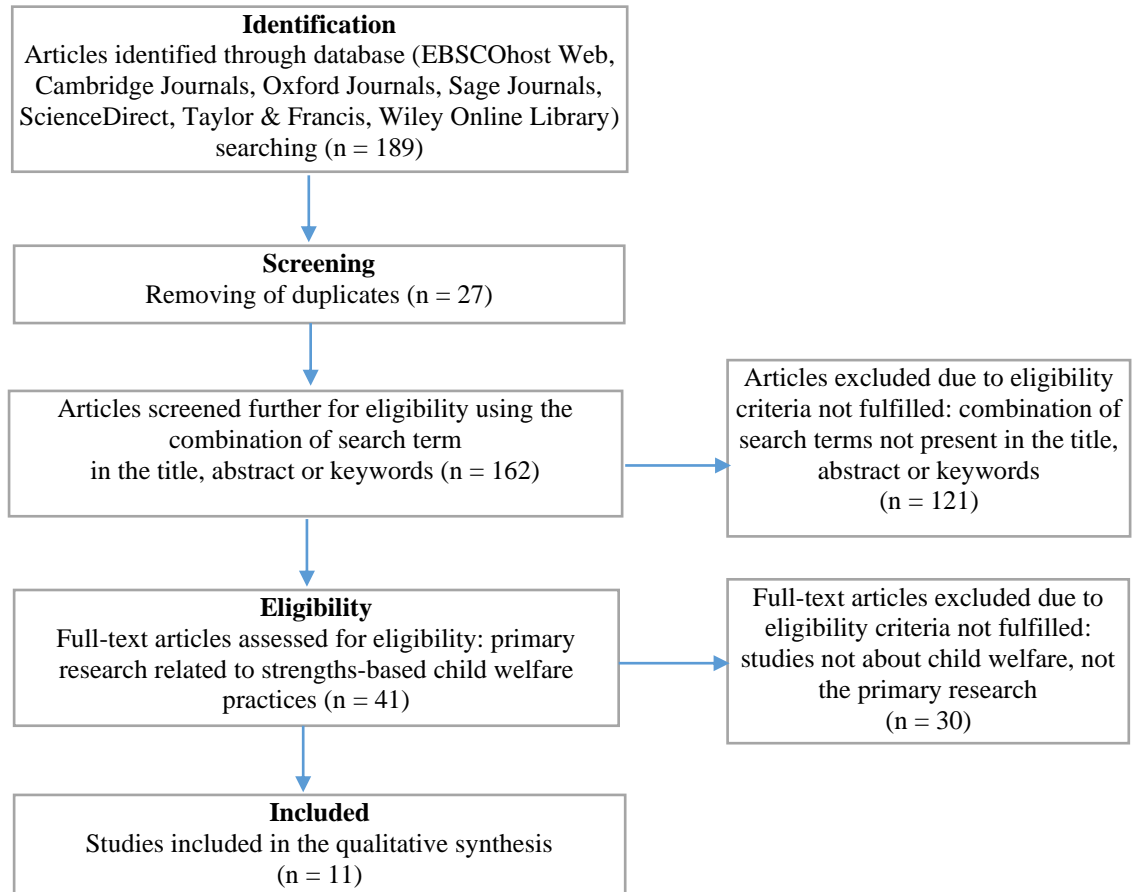 Identification
Articles identified through database (EBSCOhost Web,
Cambridge Journals, Oxford Journals, Sage Journals,
ScienceDirect, Taylor & Francis, Wiley Online Library)
searching (n = 189)
Screening
Removing of duplicates (n = 27)
Articles screened further for eligibility using the
combination of search term
in the title, abstract or keywords (n = 162)
Articles excluded due to eligibility
criteria not fulfilled: combination of
search terms not present in the title,
abstract or keywords
(n = 121)
Eligibility
Full-text articles assessed for eligibility: primary
research related to strengths-based child welfare
practices (n = 41)
Full-text articles excluded due to
eligibility criteria not fulfilled:
studies not about child welfare, not
the primary research
(n = 30)
Included
Studies included in the qualitative synthesis
(n = 11)